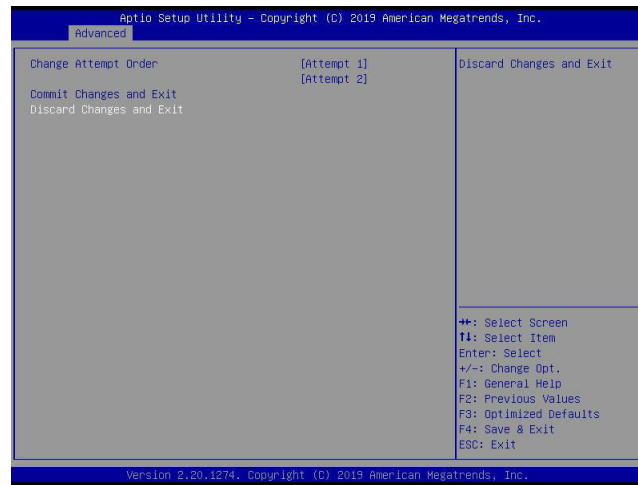 Aptio Setup Utility – Copyright (C) 2019 American Megatrends, Inc.
Advanced
Change Attempt Order [Attempt 1]
[Attempt 2]
Commit Changes and Exit
Discard Changes and Exit
Discard Changes and Exit
→←: Select Screen
↑↓: Select Item
Enter: Select
+/-: Change Opt.
F1: General Help
F2: Previous Values
F3: Optimized Defaults
F4: Save & Exit
ESC: Exit
Version 2.20.1274. Copyright (C) 2019 American Megatrends, Inc.